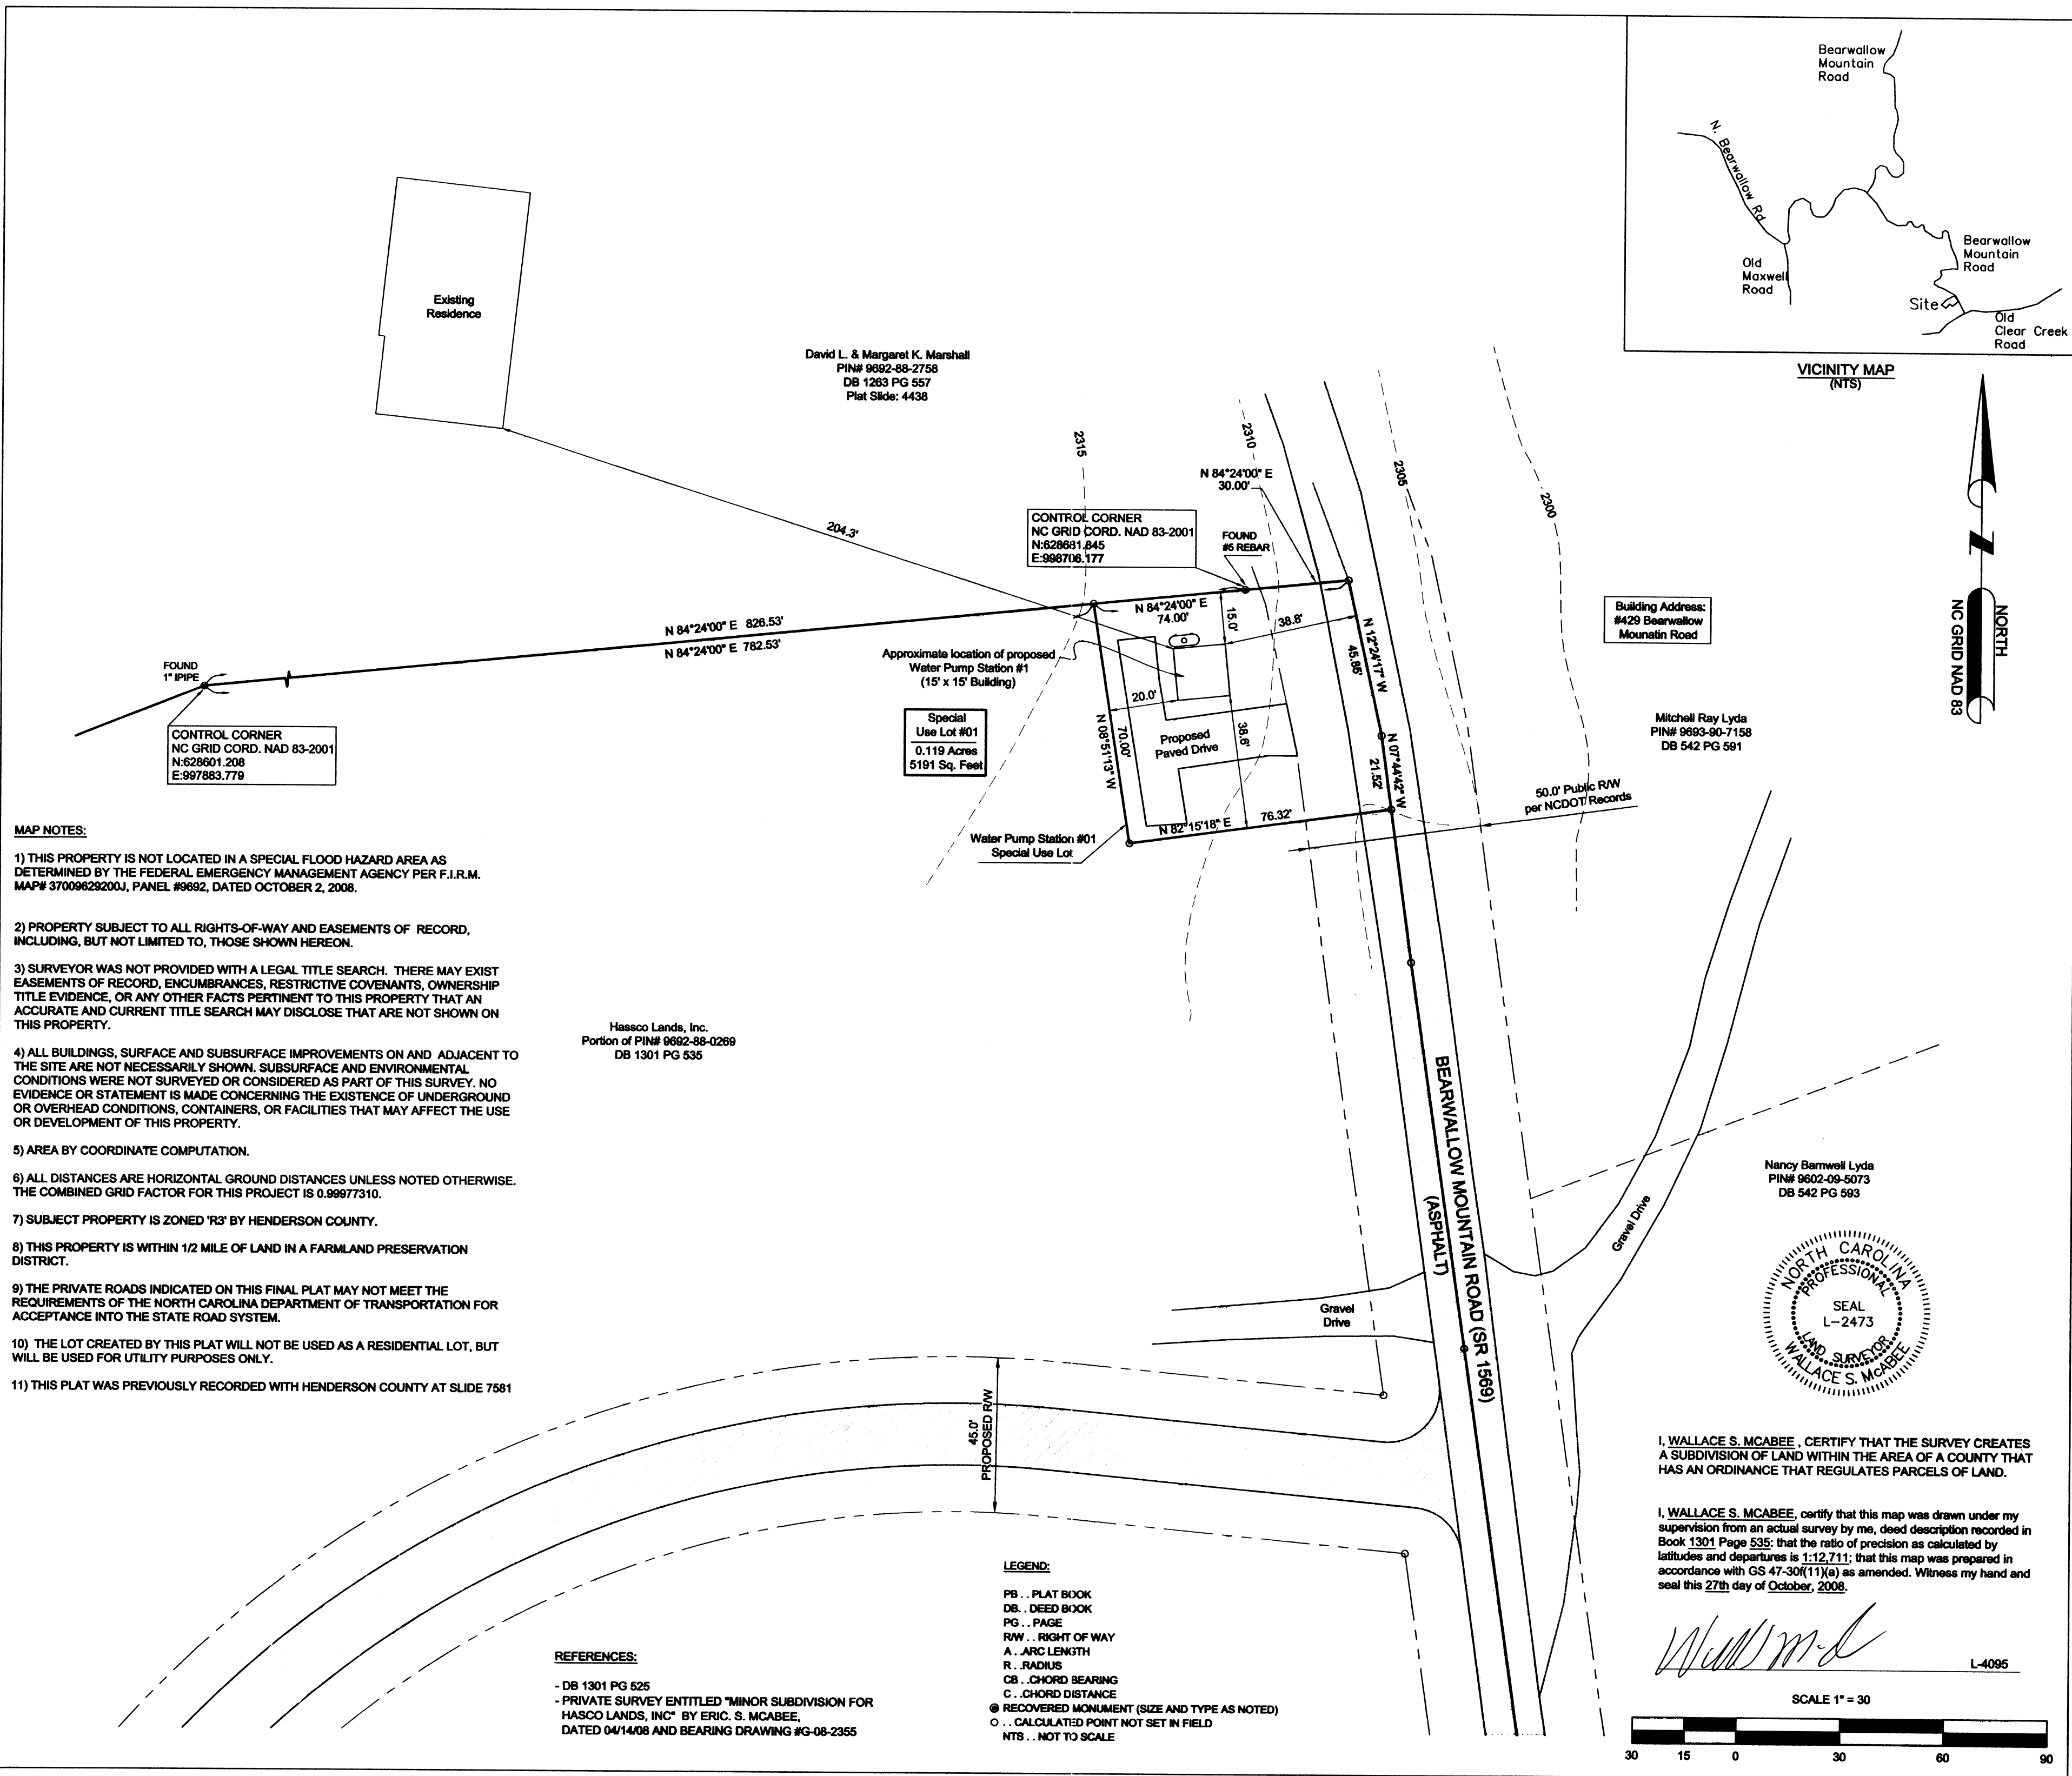 Bearwallow
Mountain
Road
N. Bearwallow Rd
Old
Maxwell
Road
Bearwallow
Mountain
Road
Site
Old
Clear Creek
Road
VICINITY MAP
(NTS)
NORTH
NC GRID NAD 83
Existing
Residence
David L. & Margaret K. Marshall
PIN# 9692-88-2758
DB 1263 PG 557
Plat Slide: 4438
2315
2310
2305
2300
N 84°24'00" E
30.00'
204.3'
CONTROL CORNER
NC GRID CORD. NAD 83-2001
N:628681.845
E:998706.177
FOUND
#5 REBAR
N 84°24'00" E 826.53'
N 84°24'00" E 782.53'
N 84°24'00" E
74.00'
15.0'
38.8'
N 12°24'17" W
45.86'
Building Address:
#429 Bearwallow
Mounatin Road
FOUND
1" IPIPE
CONTROL CORNER
NC GRID CORD. NAD 83-2001
N:628601.208
E:997883.779
Approximate location of proposed
Water Pump Station #1
(15' x 15' Building)
20.0'
Special
Use Lot #01
0.119 Acres
5191 Sq. Feet
N 08°51'13" W
70.00'
Proposed
Paved Drive
38.6'
N 07°44'42" W
21.52'
Mitchell Ray Lyda
PIN# 9693-90-7158
DB 542 PG 591
50.0' Public R/W
per NCDOT Records
N 82°15'18" E
76.32'
Water Pump Station #01
Special Use Lot
MAP NOTES:
1) THIS PROPERTY IS NOT LOCATED IN A SPECIAL FLOOD HAZARD AREA AS
DETERMINED BY THE FEDERAL EMERGENCY MANAGEMENT AGENCY PER F.I.R.M.
MAP# 37009629200J, PANEL #9692, DATED OCTOBER 2, 2008.
2) PROPERTY SUBJECT TO ALL RIGHTS-OF-WAY AND EASEMENTS OF RECORD,
INCLUDING, BUT NOT LIMITED TO, THOSE SHOWN HEREON.
3) SURVEYOR WAS NOT PROVIDED WITH A LEGAL TITLE SEARCH. THERE MAY EXIST
EASEMENTS OF RECORD, ENCUMBRANCES, RESTRICTIVE COVENANTS, OWNERSHIP
TITLE EVIDENCE, OR ANY OTHER FACTS PERTINENT TO THIS PROPERTY THAT AN
ACCURATE AND CURRENT TITLE SEARCH MAY DISCLOSE THAT ARE NOT SHOWN ON
THIS PROPERTY.
4) ALL BUILDINGS, SURFACE AND SUBSURFACE IMPROVEMENTS ON AND ADJACENT TO
THE SITE ARE NOT NECESSARILY SHOWN. SUBSURFACE AND ENVIRONMENTAL
CONDITIONS WERE NOT SURVEYED OR CONSIDERED AS PART OF THIS SURVEY. NO
EVIDENCE OR STATEMENT IS MADE CONCERNING THE EXISTENCE OF UNDERGROUND
OR OVERHEAD CONDITIONS, CONTAINERS, OR FACILITIES THAT MAY AFFECT THE USE
OR DEVELOPMENT OF THIS PROPERTY.
5) AREA BY COORDINATE COMPUTATION.
6) ALL DISTANCES ARE HORIZONTAL GROUND DISTANCES UNLESS NOTED OTHERWISE.
THE COMBINED GRID FACTOR FOR THIS PROJECT IS 0.99977310.
7) SUBJECT PROPERTY IS ZONED 'R3' BY HENDERSON COUNTY.
8) THIS PROPERTY IS WITHIN 1/2 MILE OF LAND IN A FARMLAND PRESERVATION
DISTRICT.
9) THE PRIVATE ROADS INDICATED ON THIS FINAL PLAT MAY NOT MEET THE
REQUIREMENTS OF THE NORTH CAROLINA DEPARTMENT OF TRANSPORTATION FOR
ACCEPTANCE INTO THE STATE ROAD SYSTEM.
10) THE LOT CREATED BY THIS PLAT WILL NOT BE USED AS A RESIDENTIAL LOT, BUT
WILL BE USED FOR UTILITY PURPOSES ONLY.
11) THIS PLAT WAS PREVIOUSLY RECORDED WITH HENDERSON COUNTY AT SLIDE 7581
Hassco Lands, Inc.
Portion of PIN# 9692-88-0269
DB 1301 PG 535
BEARWALLOW MOUNTAIN ROAD (SR 1569)
(ASPHALT)
Gravel Drive
Gravel
Drive
Nancy Barnwell Lyda
PIN# 9602-09-5073
DB 542 PG 593
NORTH CAROLINA
PROFESSIONAL
SEAL
L-2473
LAND SURVEYOR
WALLACE S. McABEE
45.0'
PROPOSED R/W
I, WALLACE S. MCABEE , CERTIFY THAT THE SURVEY CREATES
A SUBDIVISION OF LAND WITHIN THE AREA OF A COUNTY THAT
HAS AN ORDINANCE THAT REGULATES PARCELS OF LAND.
I, WALLACE S. MCABEE, certify that this map was drawn under my
supervision from an actual survey by me, deed description recorded in
Book 1301 Page 535: that the ratio of precision as calculated by
latitudes and departures is 1:12,711; that this map was prepared in
accordance with GS 47-30f(11)(a) as amended. Witness my hand and
seal this 27th day of October, 2008.
L-4095
SCALE 1" = 30
30 15 0 30 60 90
REFERENCES:
- DB 1301 PG 525
- PRIVATE SURVEY ENTITLED "MINOR SUBDIVISION FOR
HASCO LANDS, INC" BY ERIC. S. MCABEE,
DATED 04/14/08 AND BEARING DRAWING #G-08-2355
LEGEND:
PB . . PLAT BOOK
DB. . DEED BOOK
PG . . PAGE
R/W . . RIGHT OF WAY
A . . ARC LENGTH
R . . RADIUS
CB . . CHORD BEARING
C . . CHORD DISTANCE
RECOVERED MONUMENT (SIZE AND TYPE AS NOTED)
. . CALCULATED POINT NOT SET IN FIELD
NTS . . NOT TO SCALE